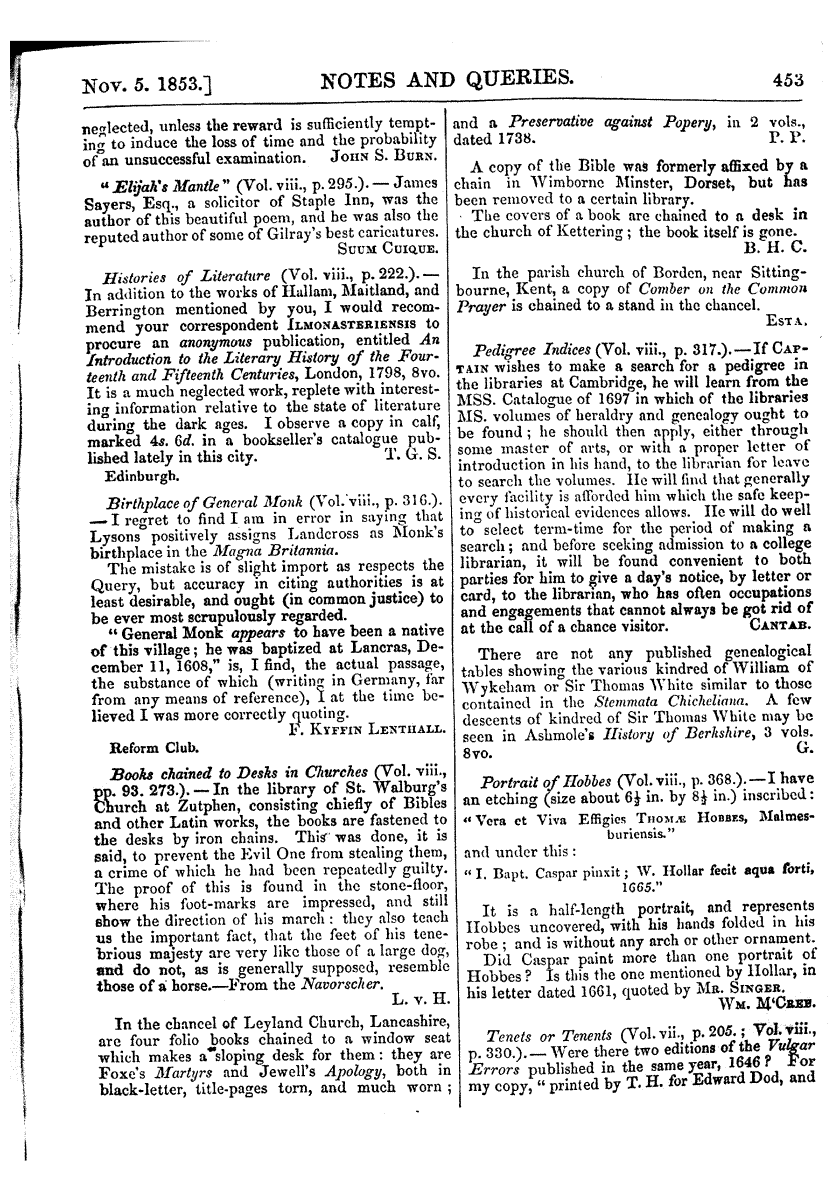 Nov. 5. 1853.] NOTES AND QUERIES. 453
neglected, unless the reward is sufficiently tempt-
ing to induce the loss of time and the probability
of an unsuccessful examination. John S. Burn.
“Elijah's Mantle” (Vol. viii., p. 295.). — James
Sayers, Esq., a solicitor of Staple Inn, was the
author of this beautiful poem, and he was also the
reputed author of some of Gilray's best caricatures.
Suum Cuique.
Histories of Literature (Vol. viii., p. 222.). —
In addition to the works of Hallam, Maitland, and
Berrington mentioned by you, I would recom-
mend your correspondent Ilmonasteriensis to
procure an anonymous publication, entitled An
Introduction to the Literary History of the Four-
teenth and Fifteenth Centuries, London, 1798, 8vo.
It is a much neglected work, replete with interest-
ing information relative to the state of literature
during the dark ages. I observe a copy in calf,
marked 4s. 6d. in a bookseller's catalogue pub-
lished lately in this city. T. G. S.
Edinburgh.
Birthplace of General Monk (Vol. viii., p. 316.).
— I regret to find I am in error in saying that
Lysons positively assigns Landcross as Monk's
birthplace in the Magna Britannia.
The mistake is of slight import as respects the
Query, but accuracy in citing authorities is at
least desirable, and ought (in common justice) to
be ever most scrupulously regarded.
“General Monk appears to have been a native
of this village; he was baptized at Lancras, De-
cember 11, 1608,” is, I find, the actual passage,
the substance of which (writing in Germany, far
from any means of reference), I at the time be-
lieved I was more correctly quoting.
F. Kyffin Lenthall.
Reform Club.
Books chained to Desks in Churches (Vol. viii.,
pp. 93. 273.). — In the library of St. Walburg's
Church at Zutphen, consisting chiefly of Bibles
and other Latin works, the books are fastened to
the desks by iron chains. This was done, it is
said, to prevent the Evil One from stealing them,
a crime of which he had been repeatedly guilty.
The proof of this is found in the stone-floor,
where his foot-marks are impressed, and still
show the direction of his march: they also teach
us the important fact, that the feet of his tene-
brious majesty are very like those of a large dog,
and do not, as is generally supposed, resemble
those of a horse.—From the Navorscher.
L. v. H.
In the chancel of Leyland Church, Lancashire,
are four folio books chained to a window seat
which makes a sloping desk for them: they are
Foxe's Martyrs and Jewell's Apology, both in
black-letter, title-pages torn, and much worn;
and a Preservative against Popery, in 2 vols.,
dated 1738. P. P.
A copy of the Bible was formerly affixed by a
chain in Wimborne Minster, Dorset, but has
been removed to a certain library.
The covers of a book are chained to a desk in
the church of Kettering; the book itself is gone.
B. H. C.
In the parish church of Borden, near Sitting-
bourne, Kent, a copy of Comber on the Common
Prayer is chained to a stand in the chancel.
Esta.
Pedigree Indices (Vol. viii., p. 317.). — If Cap-
tain wishes to make a search for a pedigree in
the libraries at Cambridge, he will learn from the
MSS. Catalogue of 1697 in which of the libraries
MS. volumes of heraldry and genealogy ought to
be found; he should then apply, either through
some master of arts, or with a proper letter of
introduction in his hand, to the librarian for leave
to search the volumes. He will find that generally
every facility is afforded him which the safe keep-
ing of historical evidences allows. He will do well
to select term-time for the period of making a
search; and before seeking admission to a college
librarian, it will be found convenient to both
parties for him to give a day's notice, by letter or
card, to the librarian, who has often occupations
and engagements that cannot always be got rid of
at the call of a chance visitor. Cantab.
There are not any published genealogical
tables showing the various kindred of William of
Wykeham or Sir Thomas White similar to those
contained in the Stemmata Chicheliana. A few
descents of kindred of Sir Thomas White may be
seen in Ashmole's History of Berkshire, 3 vols.
8vo. G.
Portrait of Hobbes (Vol. viii., p. 368.). — I have
an etching (size about 6½ in. by 8½ in.) inscribed:
“Vera et Viva Effigies Thomæ Hobbes, Malmes-
buriensis.”
and under this:
“I. Bapt. Caspar pinxit; W. Hollar fecit aqua forti,
1665.”
It is a half-length portrait, and represents
Hobbes uncovered, with his hands folded in his
robe; and is without any arch or other ornament.
Did Caspar paint more than one portrait of
Hobbes? Is this the one mentioned by Hollar, in
his letter dated 1661, quoted by Mr. Singer.
Wm. M‘Cree.
Tenets or Tenents (Vol. vii., p. 205.; Vol. viii.,
p. 330.). — Were there two editions of the Vulgar
Errors published in the same year, 1646? For
my copy, “printed by T. H. for Edward Dod, and